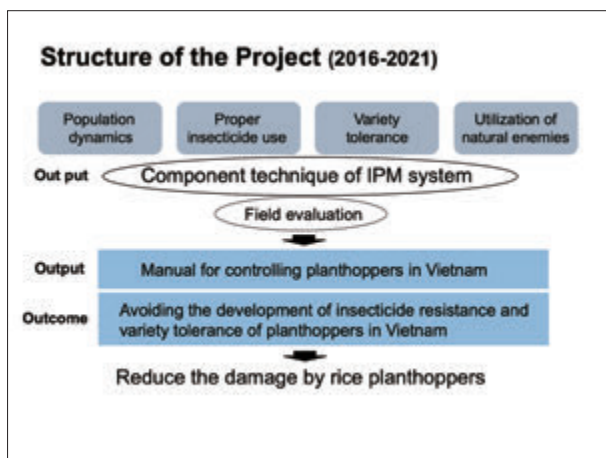 Structure of the Project (2016-2021)
Population
dynamics
Proper
insecticide use
Variety
tolerance
Utilization of
natural enemies
Out put
Component technique of IPM system
Field evaluation
Output
Manual for controlling planthoppers in Vietnam
Outcome
Avoiding the development of insecticide resistance and
variety tolerance of planthoppers in Vietnam
Reduce the damage by rice planthoppers